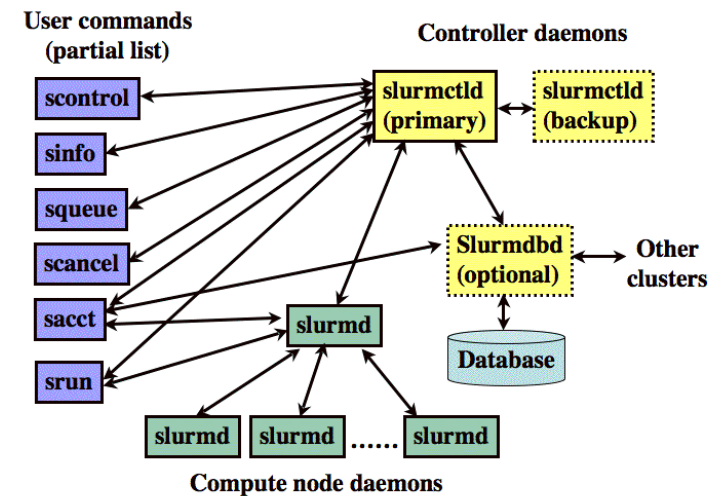 User commands
(partial list)
Controller daemons
scontrol
slurmctld
(primary)
slurmctld
(backup)
sinfo
squeue
scancel
Slurmdbd
(optional)
Other
clusters
sacct
slurmd
srun
Database
slurmd
slurmd
......
slurmd
Compute node daemons